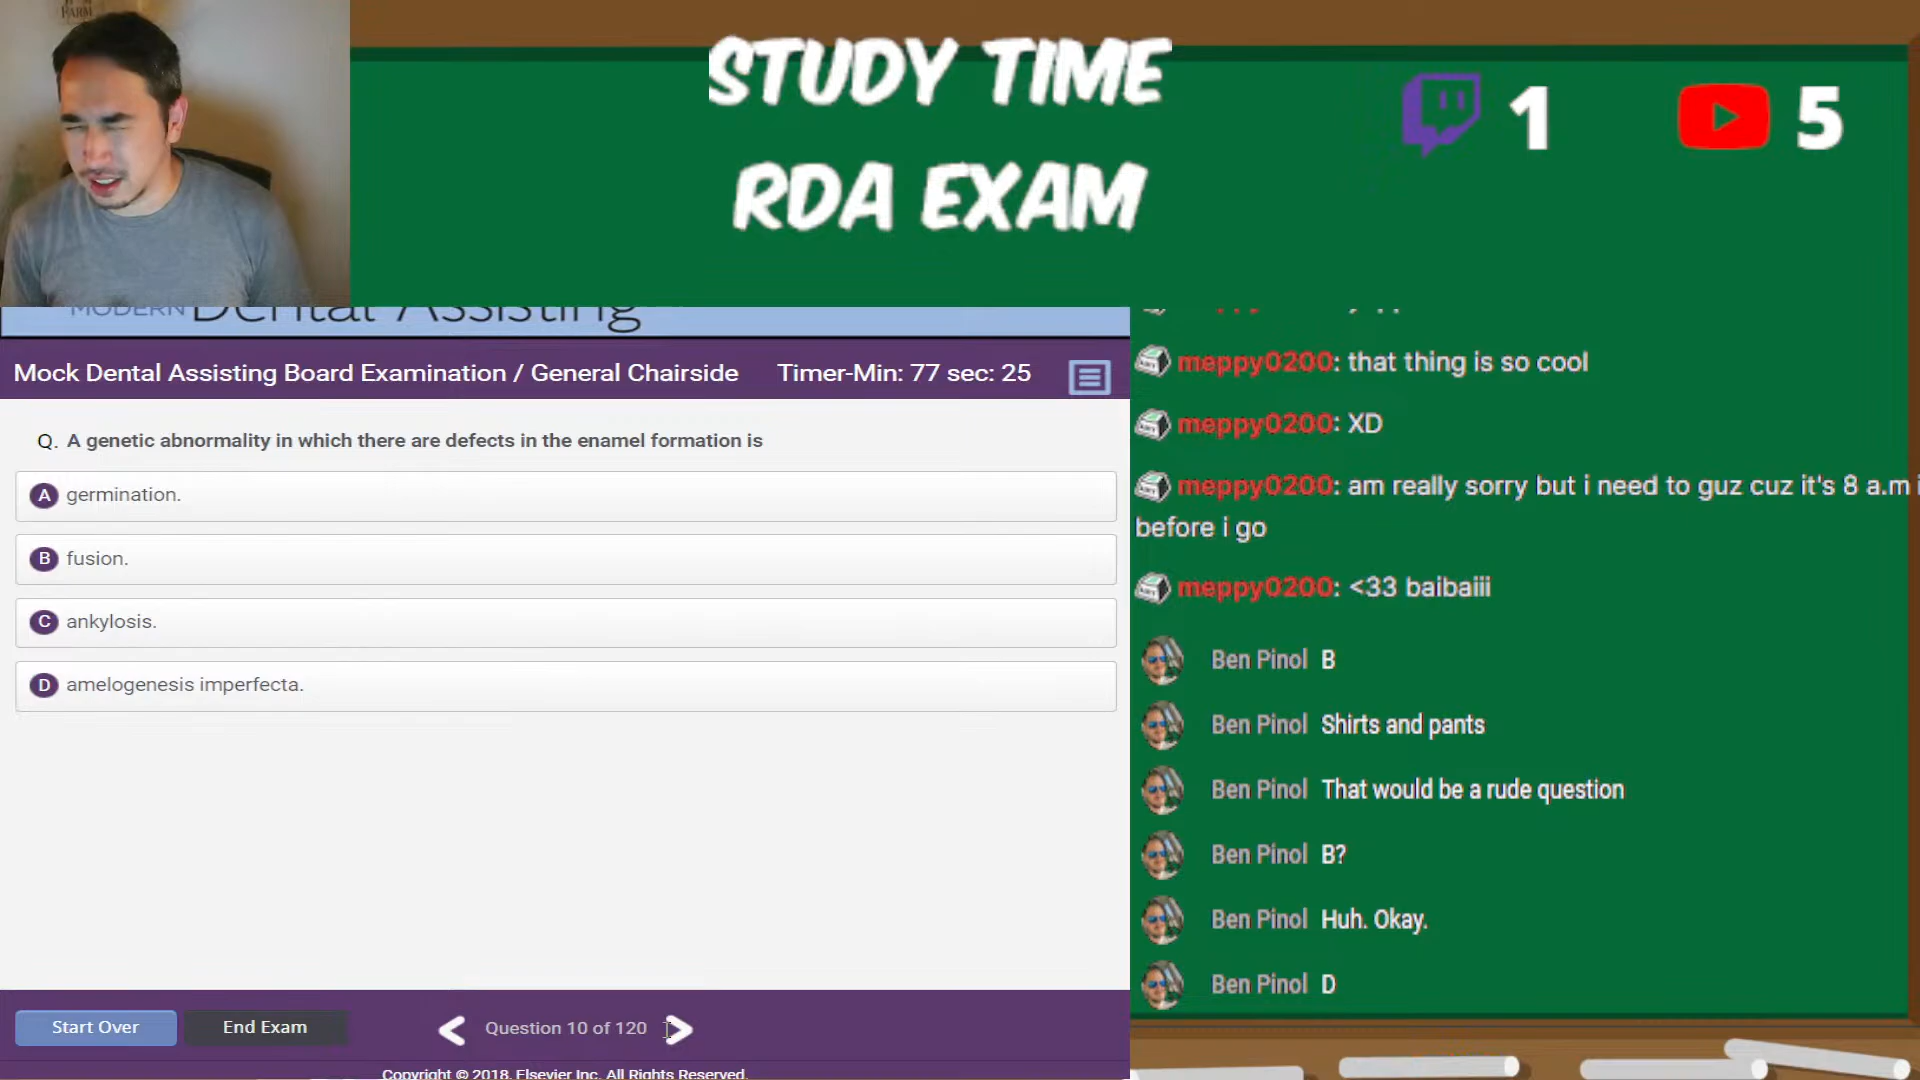 FARM
STUDY TIME
RDA EXAM
1
5
MODERN Dental Assisting
Mock Dental Assisting Board Examination / General Chairside
Timer-Min: 77 sec: 25
Q. A genetic abnormality in which there are defects in the enamel formation is
A germination.
B fusion.
C ankylosis.
D amelogenesis imperfecta.
Start Over
End Exam
Question 10 of 120
Copyright © 2018, Elsevier Inc. All Rights Reserved.
meppy0200: that thing is so cool
meppy0200: XD
meppy0200: am really sorry but i need to guz cuz it's 8 a.m i
before i go
meppy0200: <33 baibaiii
Ben Pinol B
Ben Pinol Shirts and pants
Ben Pinol That would be a rude question
Ben Pinol B?
Ben Pinol Huh. Okay.
Ben Pinol D